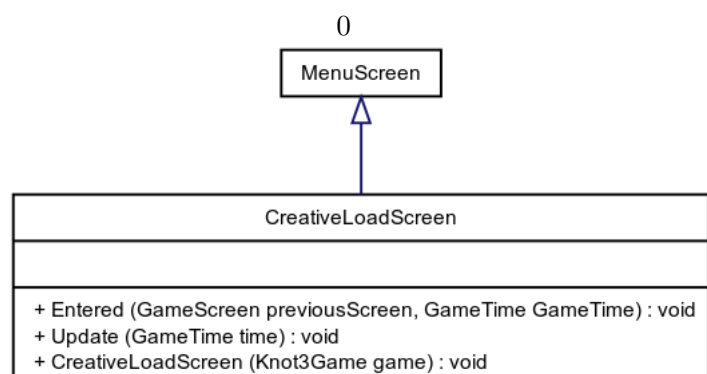 0
MenuScreen
CreativeLoadScreen
+ Entered (GameScreen previousScreen, GameTime GameTime) : void
+ Update (GameTime time) : void
+ CreativeLoadScreen (Knot3Game game) : void